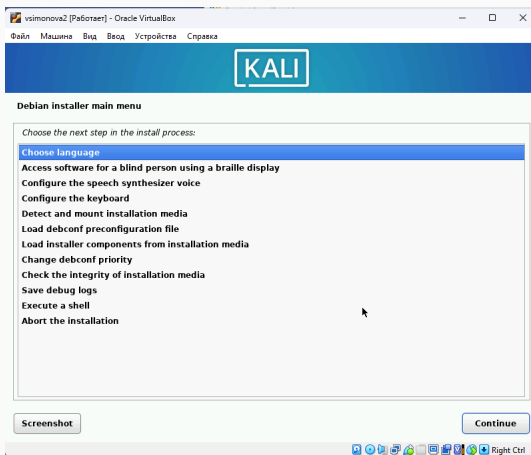 vsimonova2 [Работает] - Oracle VirtualBox
Файл Машина Вид Ввод Устройства Справка
KALI
Debian installer main menu
Choose the next step in the install process:
Choose language
Access software for a blind person using a braille display
Configure the speech synthesizer voice
Configure the keyboard
Detect and mount installation media
Load debconf preconfiguration file
Load installer components from installation media
Change debconf priority
Check the integrity of installation media
Save debug logs
Execute a shell
Abort the installation
Screenshot Continue
Right Ctrl